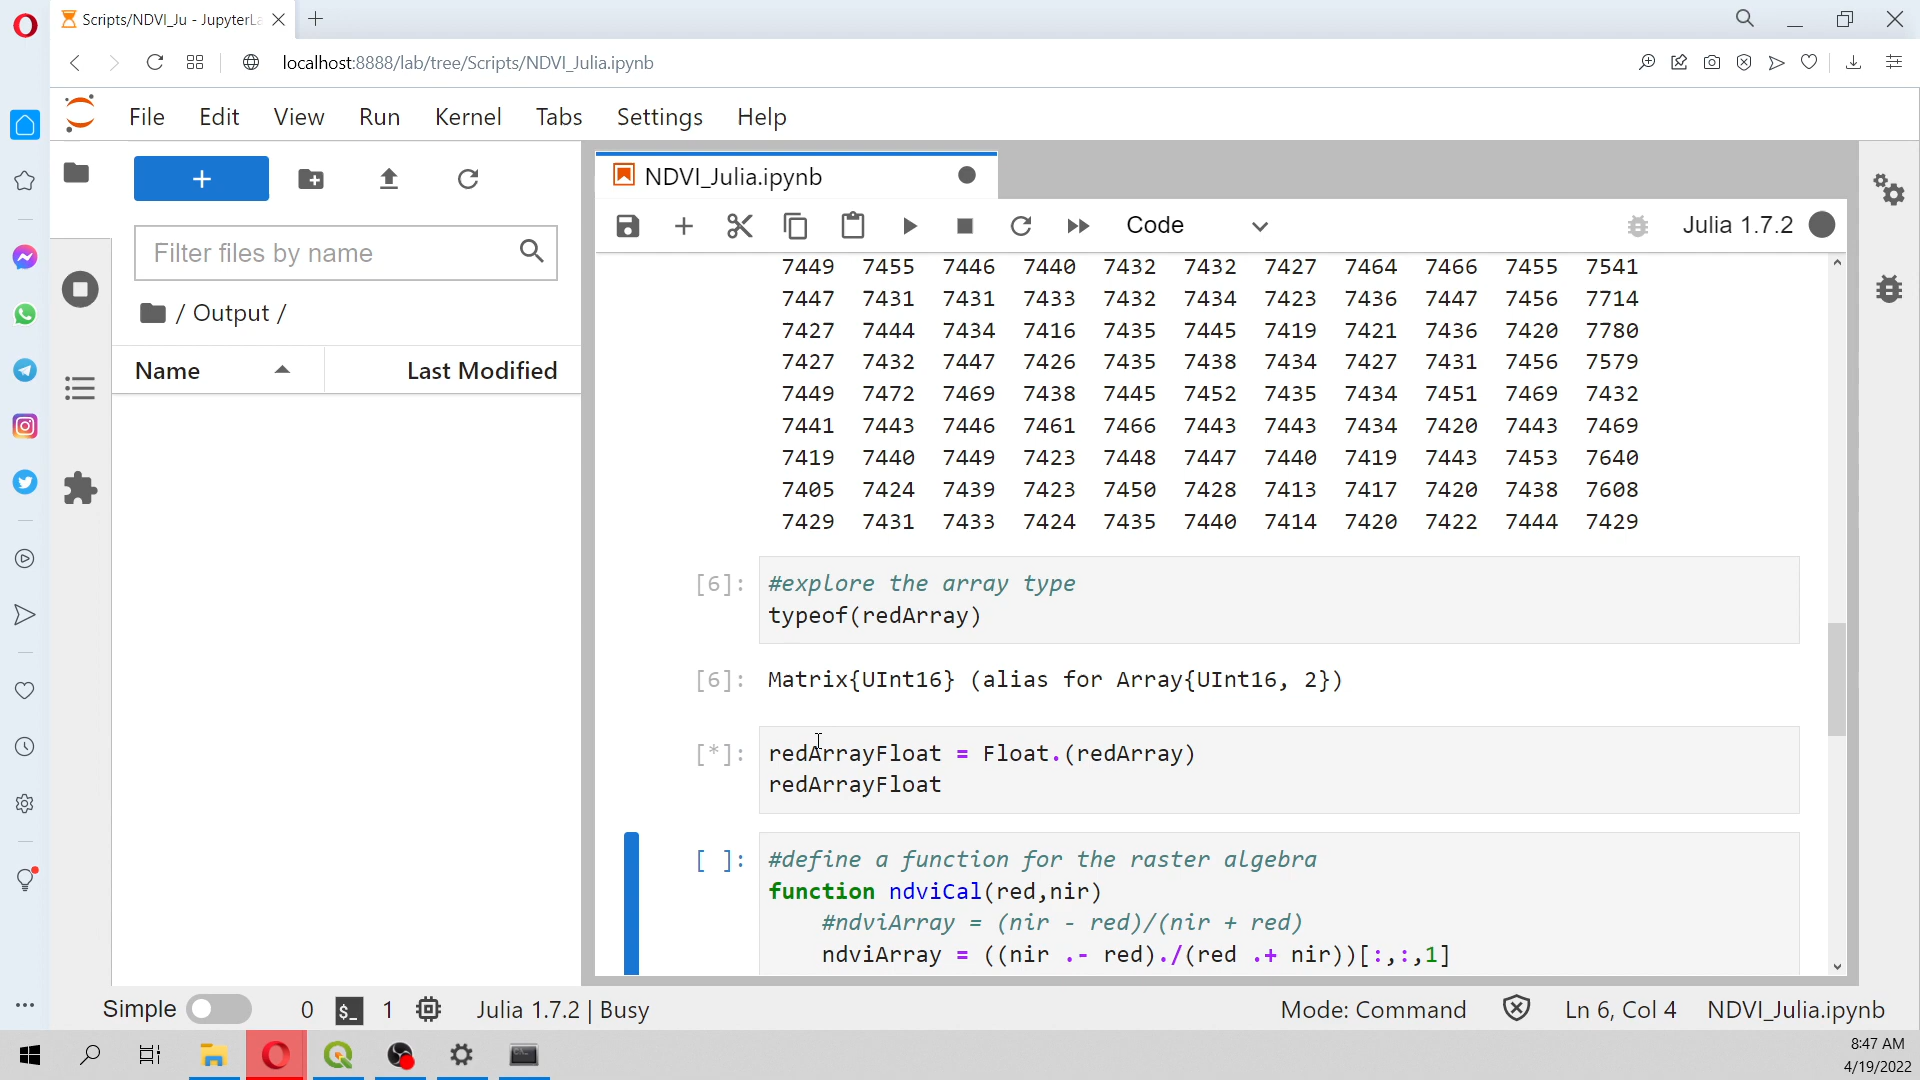 Scripts/NDVI_Ju - JupyterLa
localhost:8888/lab/tree/Scripts/NDVI_Julia.ipynb
File Edit View Run Kernel Tabs Settings Help
NDVI_Julia.ipynb
Code
Julia 1.7.2
Filter files by name
/ Output /
Name Last Modified
7449 7455 7446 7440 7432 7432 7427 7464 7466 7455 7541
7447 7431 7431 7433 7432 7434 7423 7436 7447 7456 7714
7427 7444 7434 7416 7435 7445 7419 7421 7436 7420 7780
7427 7432 7447 7426 7435 7438 7434 7427 7431 7456 7579
7449 7472 7469 7438 7445 7452 7435 7434 7451 7469 7432
7441 7443 7446 7461 7466 7443 7443 7434 7420 7443 7469
7419 7440 7449 7423 7448 7447 7440 7419 7443 7453 7640
7405 7424 7439 7423 7450 7428 7413 7417 7420 7438 7608
7429 7431 7433 7424 7435 7440 7414 7420 7422 7444 7429
[6]: #explore the array type
typeof(redArray)
[6]: Matrix{UInt16} (alias for Array{UInt16, 2})
[*]: redArrayFloat = Float.(redArray)
redArrayFloat
[ ]: #define a function for the raster algebra
function ndviCal(red,nir)
#ndviArray = (nir - red)/(nir + red)
ndviArray = ((nir .- red)./(red .+ nir))[:,:,1]
Simple 0 $_ 1 Julia 1.7.2 | Busy Mode: Command Ln 6, Col 4 NDVI_Julia.ipynb
8:47 AM
4/19/2022